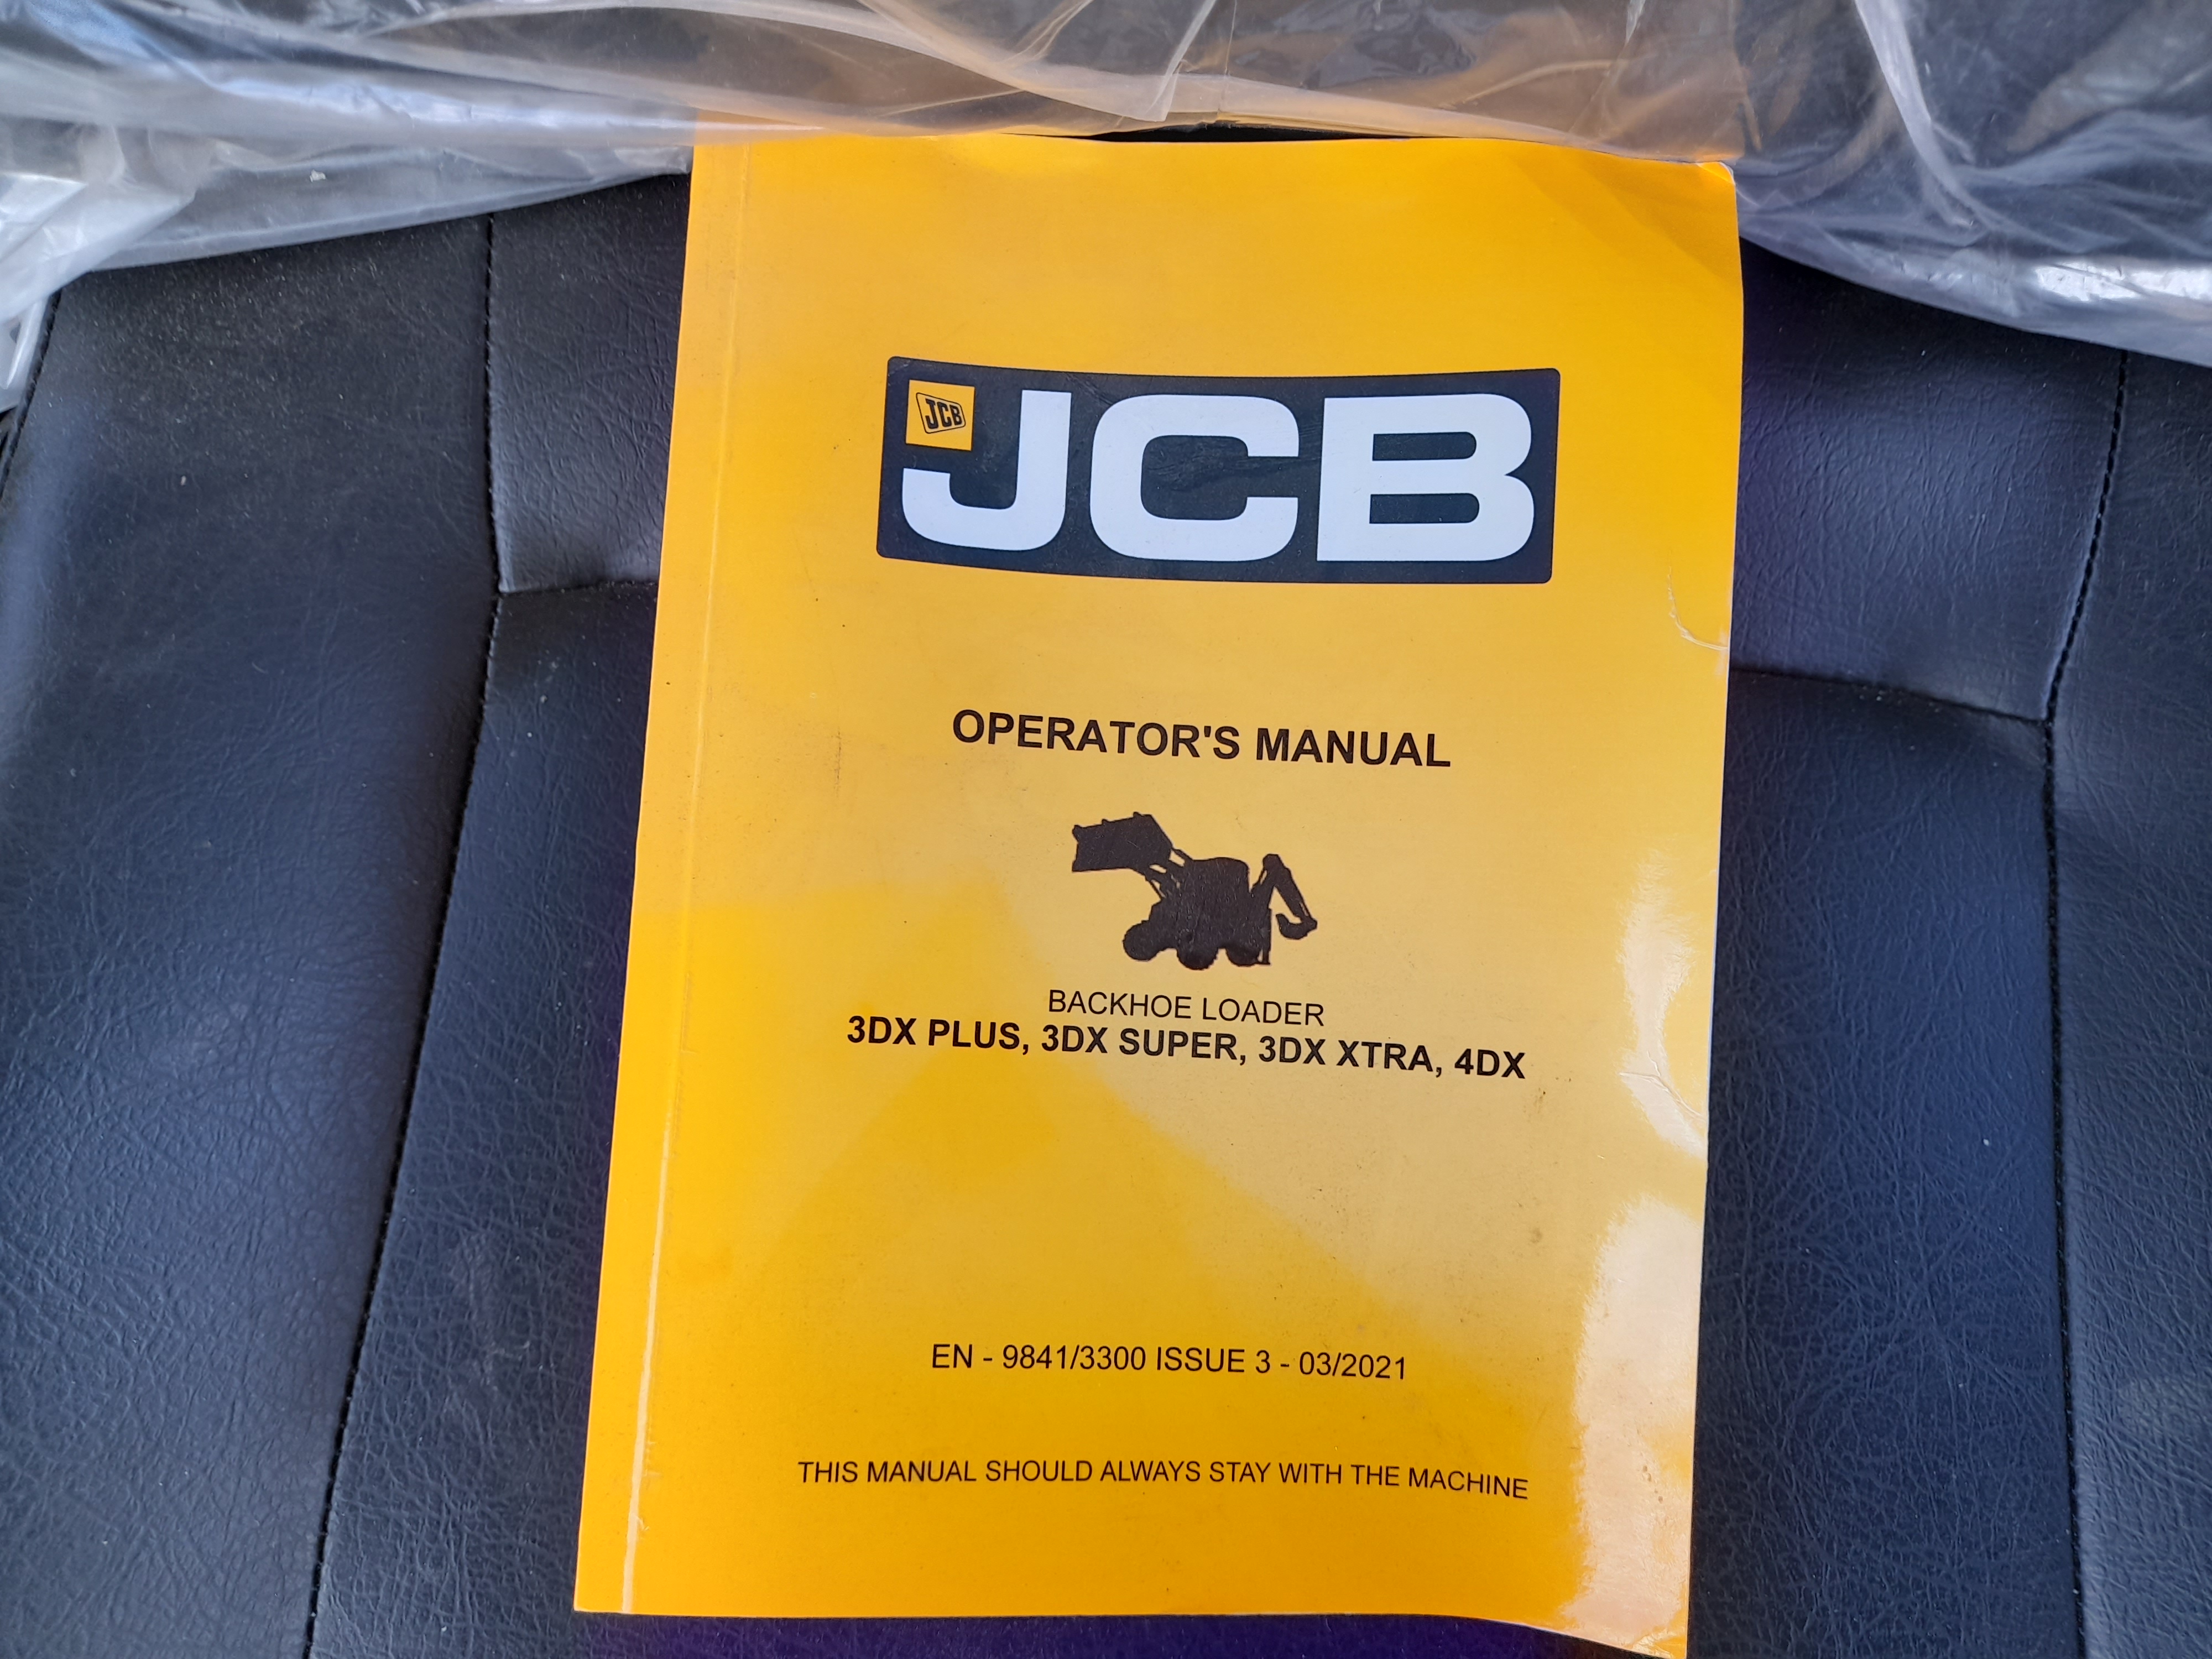 JCB
JCB
OPERATOR'S MANUAL
BACKHOE LOADER
3DX PLUS, 3DX SUPER, 3DX XTRA, 4DX
EN - 9841/3300 ISSUE 3 - 03/2021
THIS MANUAL SHOULD ALWAYS STAY WITH THE MACHINE